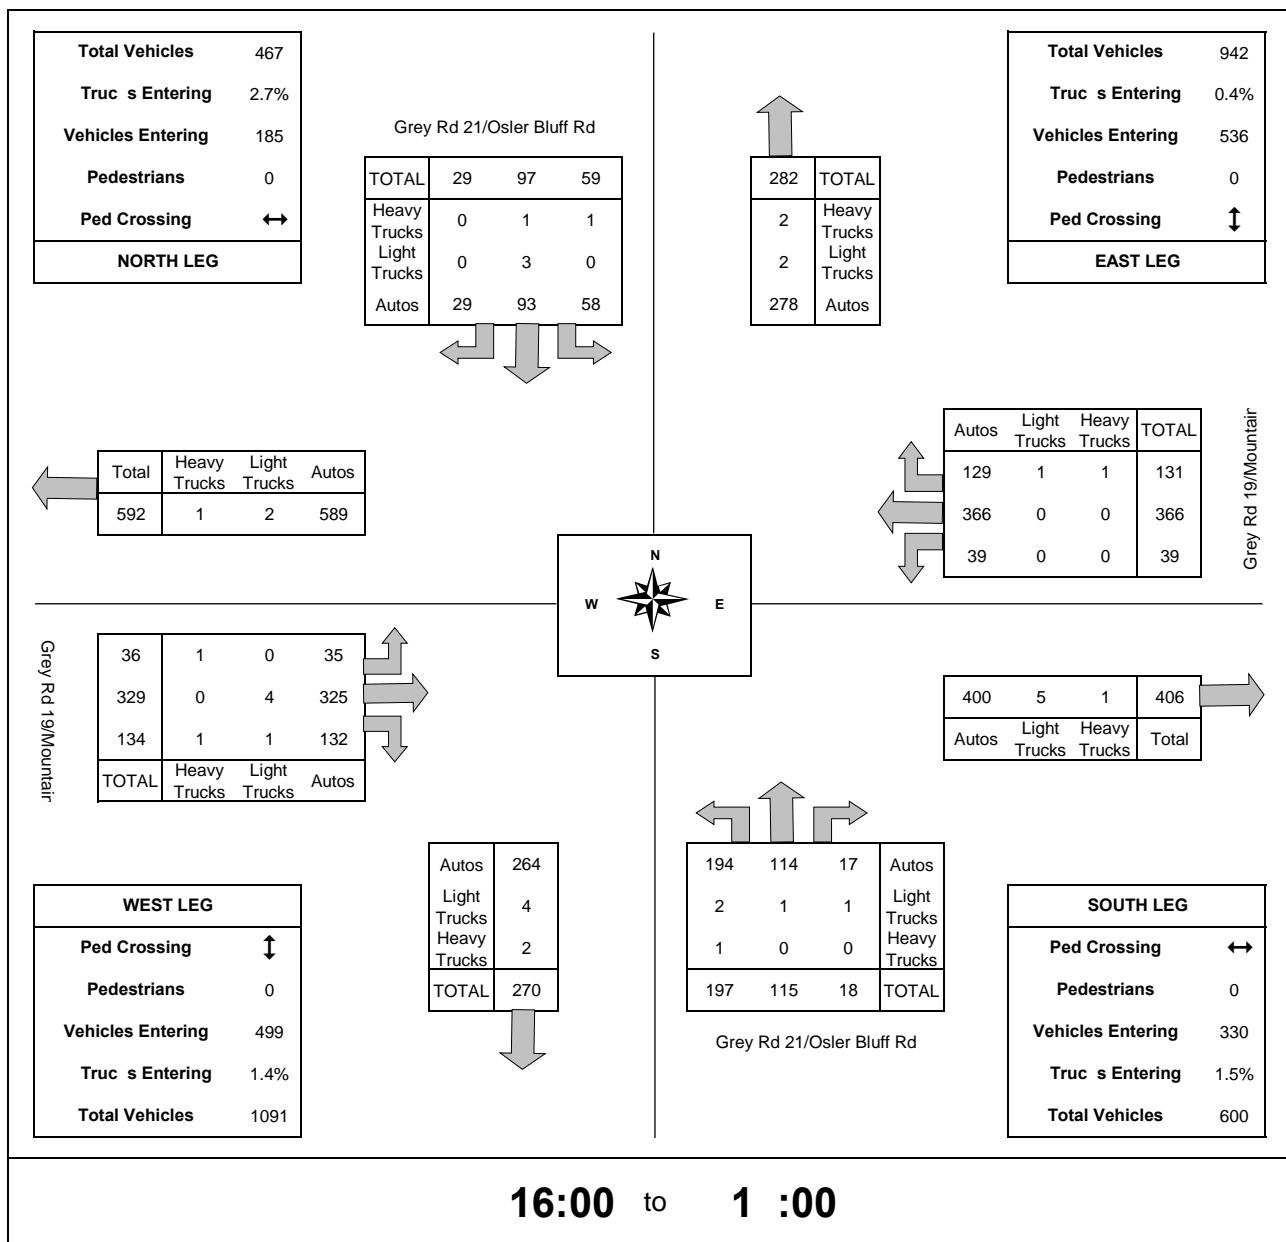 Total Vehicles 467
Truc s Entering 2.7%
Vehicles Entering 185
Pedestrians 0
Ped Crossing ↔
NORTH LEG
Grey Rd 21/Osler Bluff Rd
TOTAL 29 97 59
Heavy Trucks 0 1 1
Light Trucks 0 3 0
Autos 29 93 58
282 TOTAL
2 Heavy Trucks
2 Light Trucks
278 Autos
Total Vehicles 942
Truc s Entering 0.4%
Vehicles Entering 536
Pedestrians 0
Ped Crossing ↕
EAST LEG
Total Heavy Trucks Light Trucks Autos
592 1 2 589
Autos Light Trucks Heavy Trucks TOTAL
129 1 1 131
366 0 0 366
39 0 0 39
Grey Rd 19/Mountair
N
W E
S
Grey Rd 19/Mountair
36 1 0 35
329 0 4 325
134 1 1 132
TOTAL Heavy Trucks Light Trucks Autos
400 5 1 406
Autos Light Trucks Heavy Trucks Total
Autos 264
Light Trucks 4
Heavy Trucks 2
TOTAL 270
194 114 17 Autos
2 1 1 Light Trucks
1 0 0 Heavy Trucks
197 115 18 TOTAL
Grey Rd 21/Osler Bluff Rd
WEST LEG
Ped Crossing ↕
Pedestrians 0
Vehicles Entering 499
Truc s Entering 1.4%
Total Vehicles 1091
SOUTH LEG
Ped Crossing ↔
Pedestrians 0
Vehicles Entering 330
Truc s Entering 1.5%
Total Vehicles 600
16:00 to 1 :00